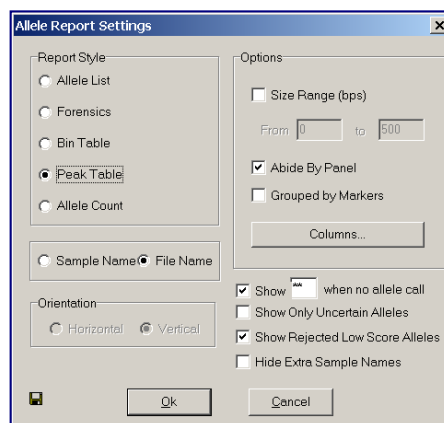 Allele Report Settings
Report Style
Allele List
Forensics
Bin Table
Peak Table
Allele Count
Sample Name File Name
Orientation
Horizontal Vertical
Options
Size Range (bps)
From 0 to 500
Abide By Panel
Grouped by Markers
Columns...
Show "" when no allele call
Show Only Uncertain Alleles
Show Rejected Low Score Alleles
Hide Extra Sample Names
Ok Cancel